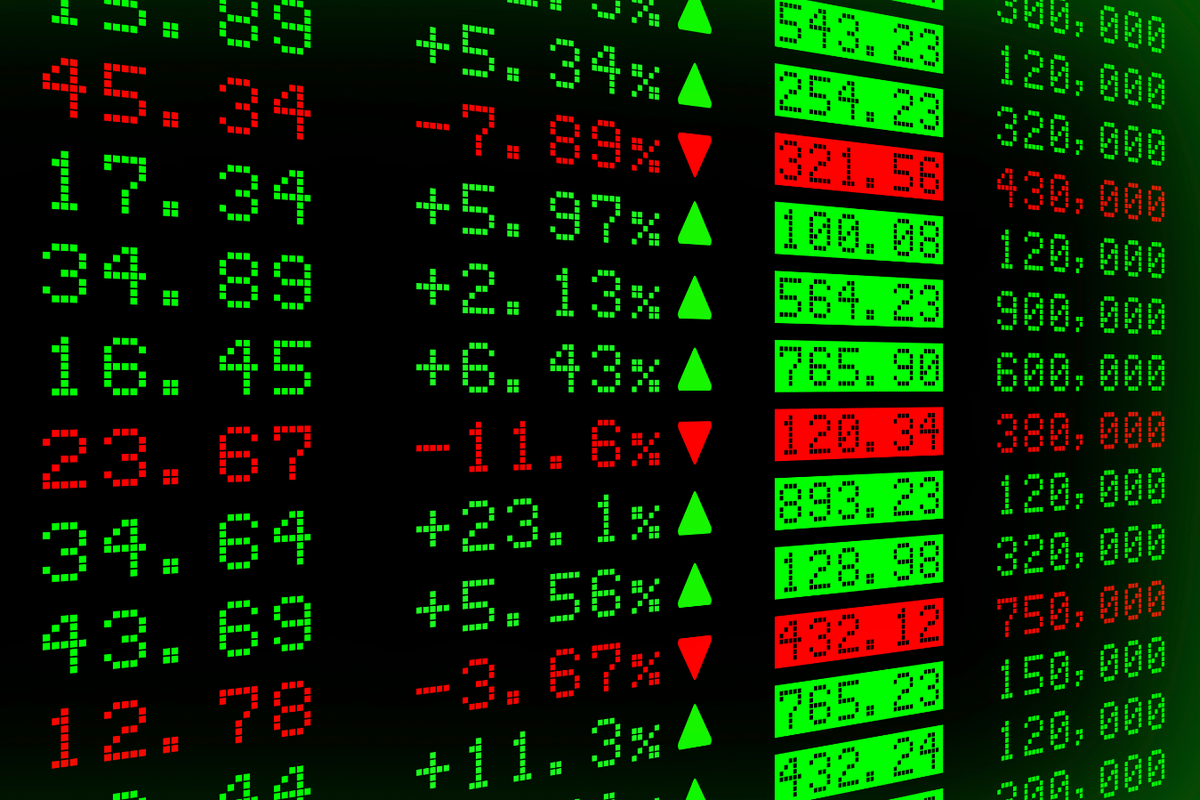 300,000
543.23 120,000
15.89 +5.34% ▲ 254.23 320,000
45.34 -7.89% ▼ 321.56 430,000
17.34 +5.97% ▲ 100.08 120,000
34.89 +2.13% ▲ 564.23 900,000
16.45 +6.43% ▲ 765.90 600,000
23.67 -11.6% ▼ 120.34 380,000
34.64 +23.1% ▲ 893.23 120,000
43.69 +5.56% ▲ 128.98 320,000
12.78 -3.67% ▼ 432.12 750,000
+11.3% ▲ 765.23 150,000
432.24 120,000